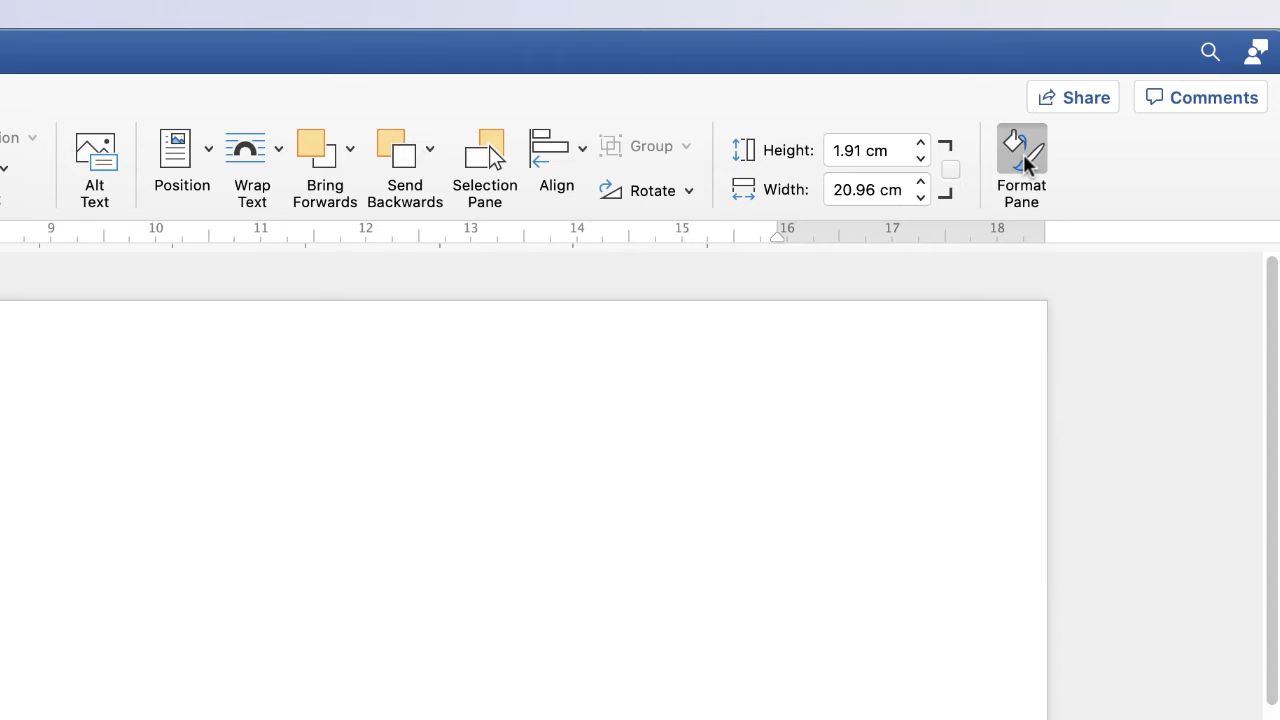 Share
Comments
ion
Alt
Text
Position
Wrap
Text
Bring
Forwards
Send
Backwards
Selection
Pane
Align
Group
Rotate
Height: 1.91 cm
Width: 20.96 cm
Format
Pane
9 10 11 12 13 14 15 16 17 18